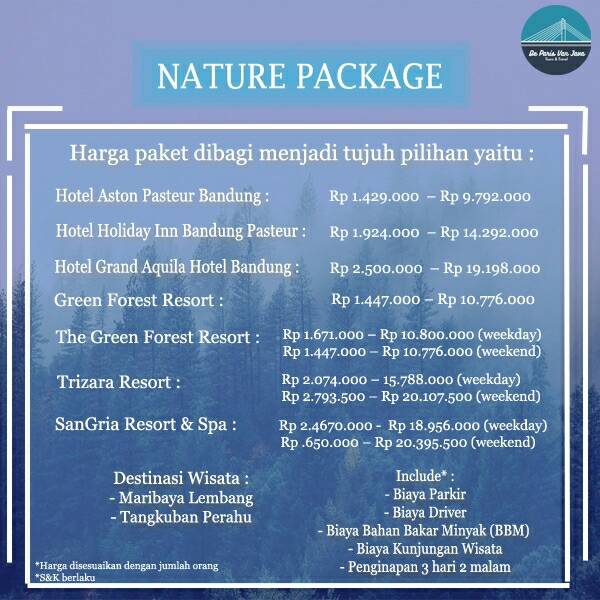 De Paris Van Java
Tours & Travel
NATURE PACKAGE
Harga paket dibagi menjadi tujuh pilihan yaitu :
Hotel Aston Pasteur Bandung : Rp 1.429.000 – Rp 9.792.000
Hotel Holiday Inn Bandung Pasteur : Rp 1.924.000 – Rp 14.292.000
Hotel Grand Aquila Hotel Bandung : Rp 2.500.000 – Rp 19.198.000
Green Forest Resort : Rp 1.447.000 – Rp 10.776.000
The Green Forest Resort : Rp 1.671.000 – Rp 10.800.000 (weekday)
Rp 1.447.000 – Rp 10.776.000 (weekend)
Trizara Resort : Rp 2.074.000 – 15.788.000 (weekday)
Rp 2.793.500 – Rp 20.107.500 (weekend)
SanGria Resort & Spa : Rp 2.4670.000 - Rp 18.956.000 (weekday)
Rp .650.000 – Rp 20.395.500 (weekend)
Destinasi Wisata :
- Maribaya Lembang
- Tangkuban Perahu
Include* :
- Biaya Parkir
- Biaya Driver
- Biaya Bahan Bakar Minyak (BBM)
- Biaya Kunjungan Wisata
- Penginapan 3 hari 2 malam
*Harga disesuaikan dengan jumlah orang
*S&K berlaku